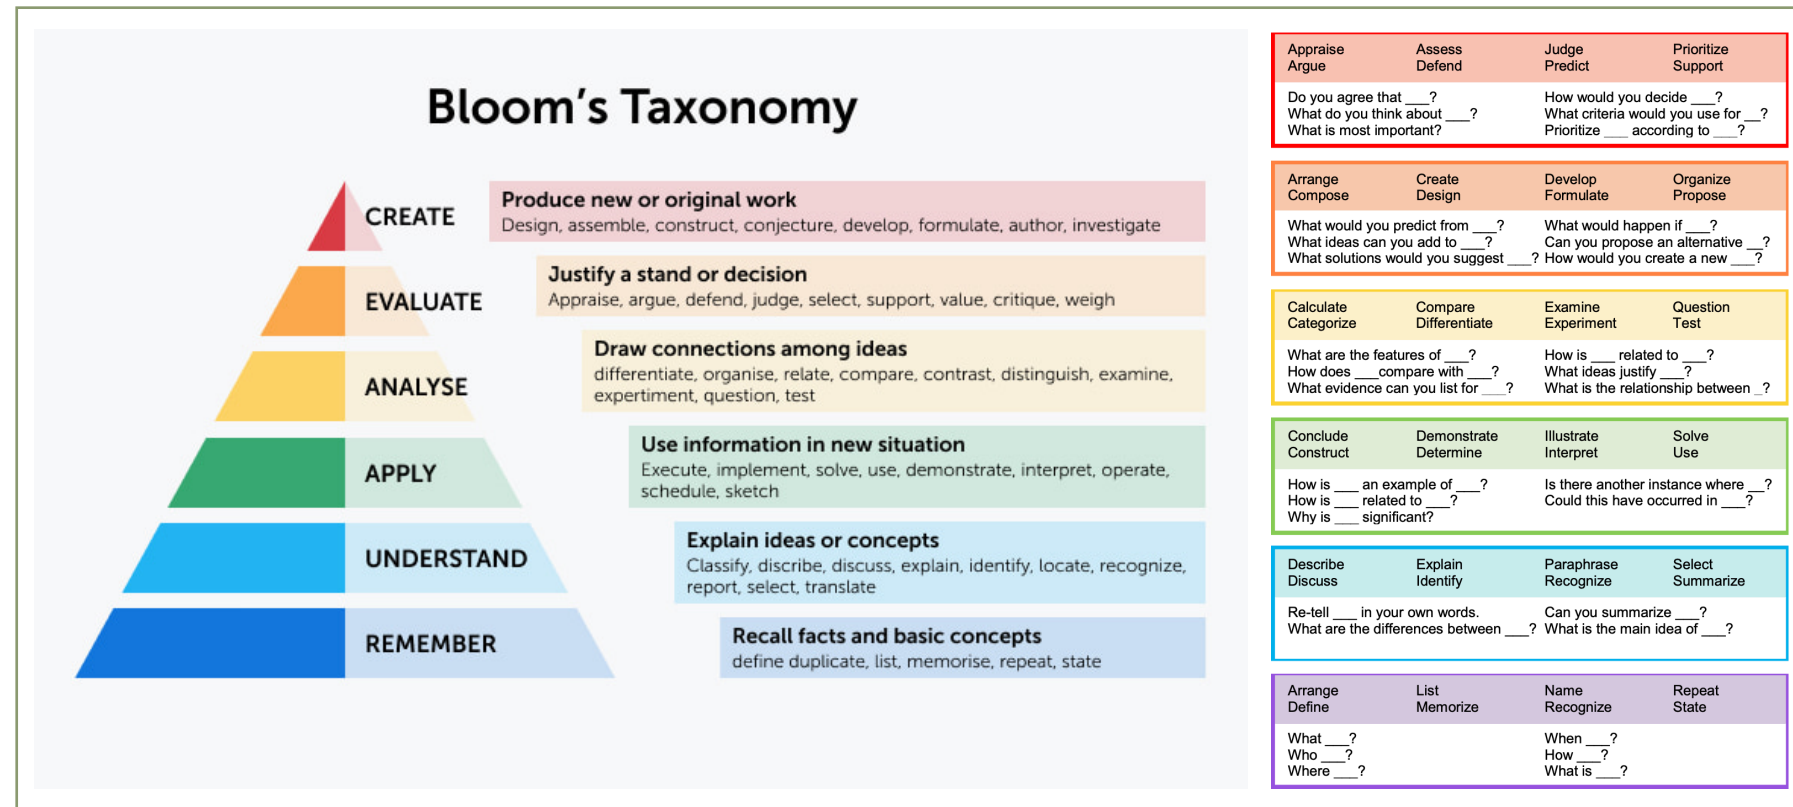 Bloom's Taxonomy
CREATE
Produce new or original work
Design, assemble, construct, conjecture, develop, formulate, author, investigate
EVALUATE
Justify a stand or decision
Appraise, argue, defend, judge, select, support, value, critique, weigh
ANALYSE
Draw connections among ideas
differentiate, organise, relate, compare, contrast, distinguish, examine,
expertiment, question, test
APPLY
Use information in new situation
Execute, implement, solve, use, demonstrate, interpret, operate,
schedule, sketch
UNDERSTAND
Explain ideas or concepts
Classify, discribe, discuss, explain, identify, locate, recognize,
report, select, translate
REMEMBER
Recall facts and basic concepts
define duplicate, list, memorise, repeat, state
Appraise Assess Judge Prioritize
Argue Defend Predict Support
Do you agree that ___? How would you decide ___?
What do you think about ___? What criteria would you use for __?
What is most important? Prioritize ___ according to ___?
Arrange Create Develop Organize
Compose Design Formulate Propose
What would you predict from ___? What would happen if ___?
What ideas can you add to ___? Can you propose an alternative __?
What solutions would you suggest ___? How would you create a new ___?
Calculate Compare Examine Question
Categorize Differentiate Experiment Test
What are the features of ___? How is ___ related to ___?
How does ___compare with ___? What ideas justify ___?
What evidence can you list for ___? What is the relationship between _?
Conclude Demonstrate Illustrate Solve
Construct Determine Interpret Use
How is ___ an example of ___? Is there another instance where __?
How is ___ related to ___? Could this have occurred in ___?
Why is ___ significant?
Describe Explain Paraphrase Select
Discuss Identify Recognize Summarize
Re-tell ___ in your own words. Can you summarize ___?
What are the differences between ___? What is the main idea of ___?
Arrange List Name Repeat
Define Memorize Recognize State
What ___? When ___?
Who ___? How ___?
Where ___? What is ___?